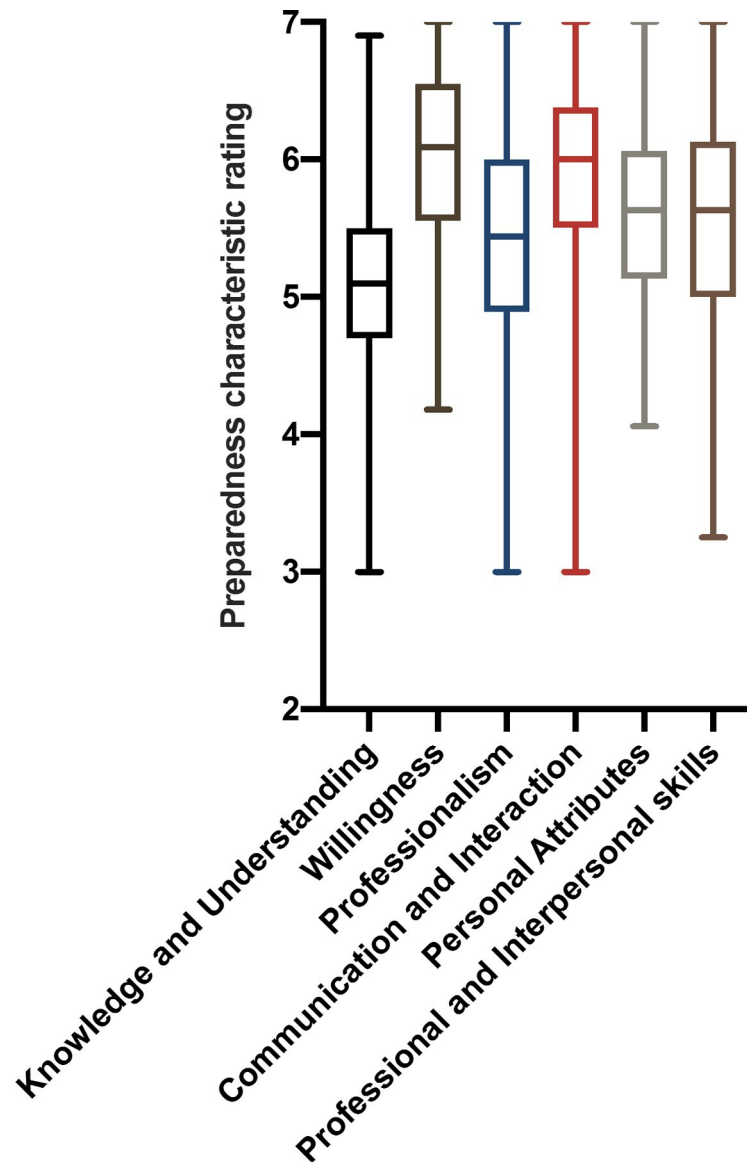 Preparedness characteristic rating
7
6
5
4
3
2
Knowledge and Understanding
Willingness
Professionalism
Communication and Interaction
Personal Attributes
Professional and Interpersonal skills